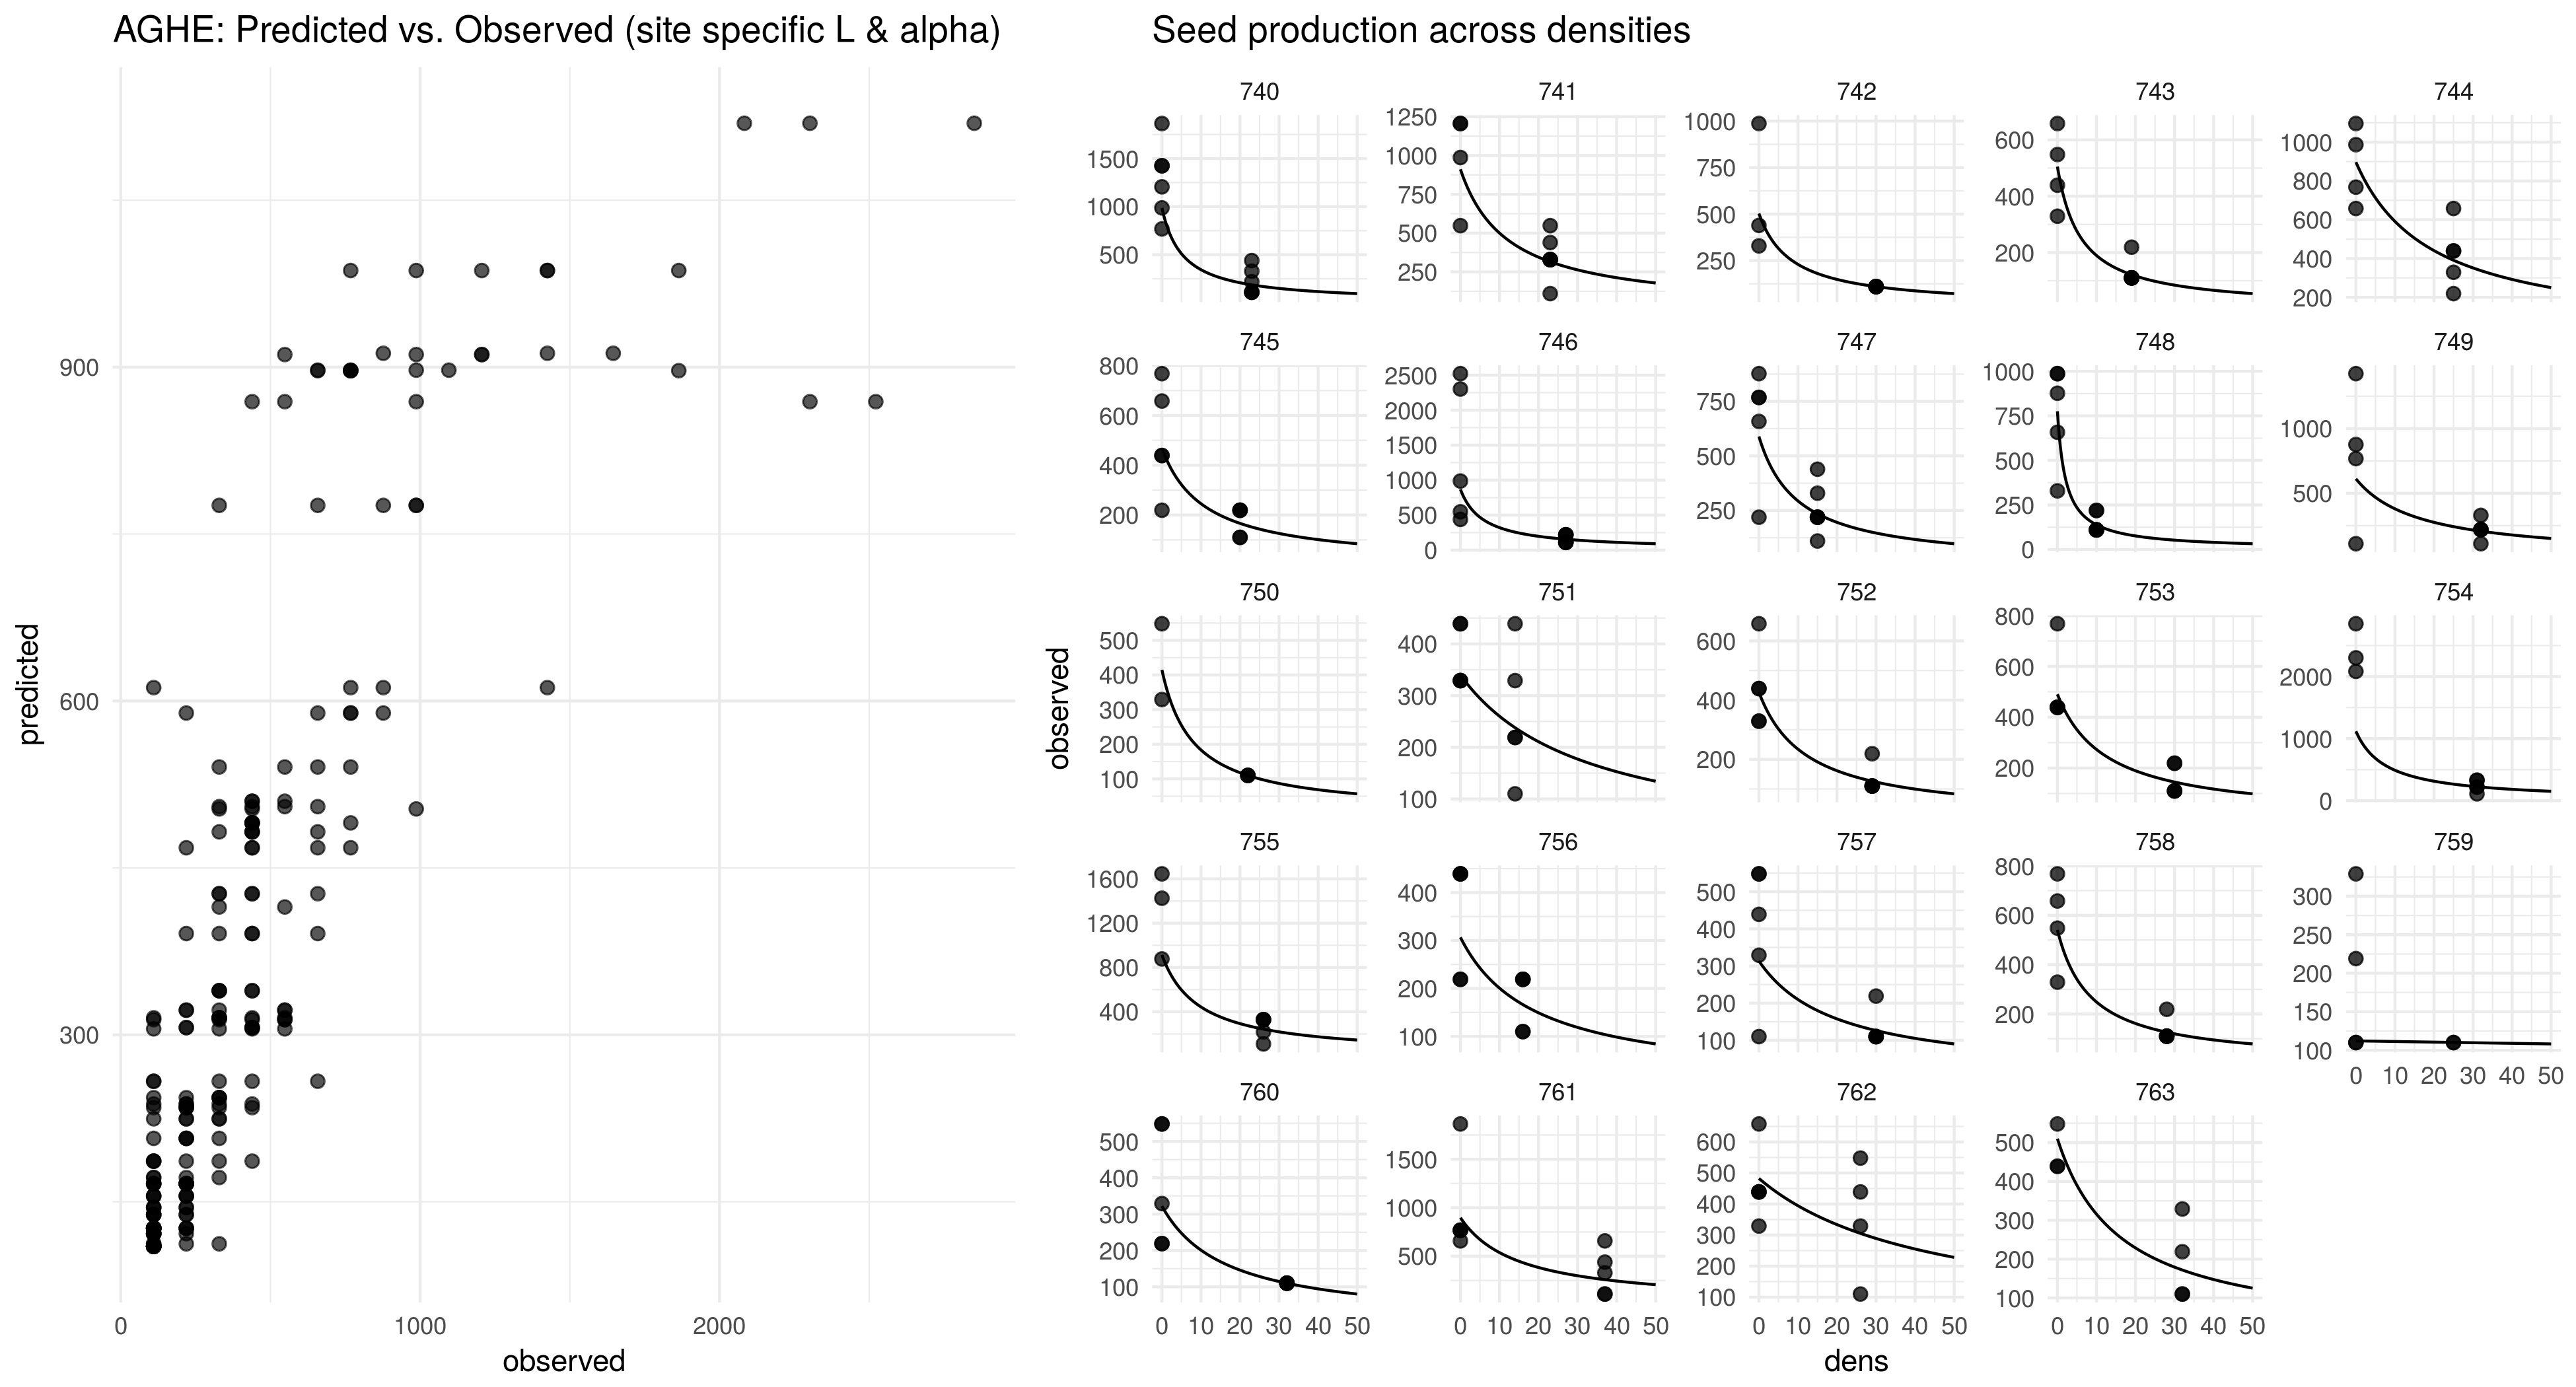 AGHE: Predicted vs. Observed (site specific L & alpha)
900
600
300
predicted
0 1000 2000
observed
Seed production across densities
observed
740 741 742 743 744
1500 1000 500
1250 1000 750 500 250
1000 750 500 250
600 400 200
1000 800 600 400 200
745 746 747 748 749
800 600 400 200
2500 2000 1500 1000 500 0
750 500 250
1000 750 500 250 0
1000 500
750 751 752 753 754
500 400 300 200 100
400 300 200 100
600 400 200
800 600 400 200
2000 1000 0
755 756 757 758 759
1600 1200 800 400
400 300 200 100
500 400 300 200 100
800 600 400 200
300 250 200 150 100
0 10 20 30 40 50
760 761 762 763
500 400 300 200 100
1500 1000 500
600 500 400 300 200 100
500 400 300 200 100
0 10 20 30 40 50
0 10 20 30 40 50
0 10 20 30 40 50
0 10 20 30 40 50
dens